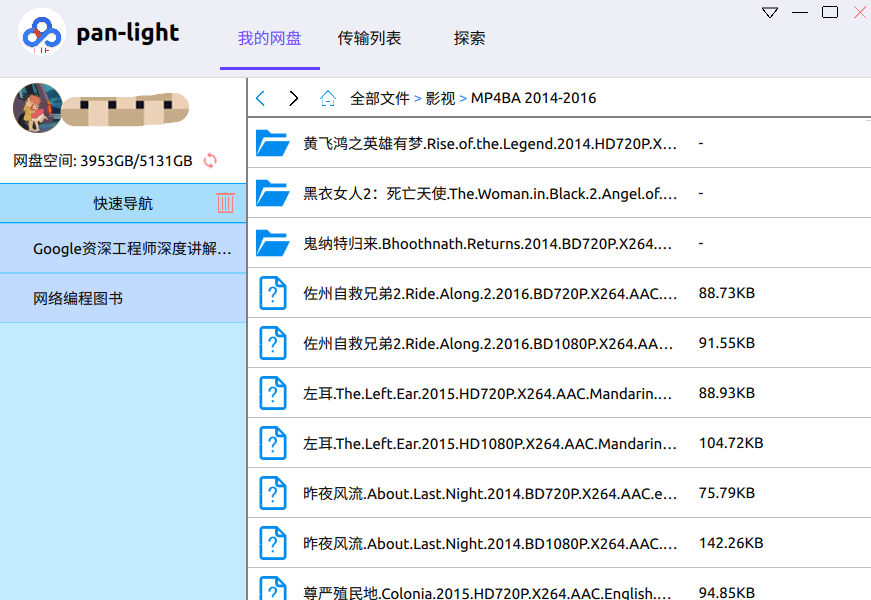 pan-light
我的网盘
传输列表
探索
网盘空间: 3953GB/5131GB
快速导航
Google资深工程师深度讲解...
网络编程图书
全部文件 > 影视 > MP4BA 2014-2016
黄飞鸿之英雄有梦.Rise.of.the.Legend.2014.HD720P.X... -
黑衣女人2：死亡天使.The.Woman.in.Black.2.Angel.of.... -
鬼纳特归来.Bhoothnath.Returns.2014.BD720P.X264.... -
佐州自救兄弟2.Ride.Along.2.2016.BD720P.X264.AAC.... 88.73KB
佐州自救兄弟2.Ride.Along.2.2016.BD1080P.X264.AA... 91.55KB
左耳.The.Left.Ear.2015.HD720P.X264.AAC.Mandarin.... 88.93KB
左耳.The.Left.Ear.2015.HD1080P.X264.AAC.Mandarin... 104.72KB
昨夜风流.About.Last.Night.2014.BD720P.X264.AAC.e... 75.79KB
昨夜风流.About.Last.Night.2014.BD1080P.X264.AAC.... 142.26KB
尊严殖民地.Colonia.2015.HD720P.X264.AAC.English.... 94.85KB